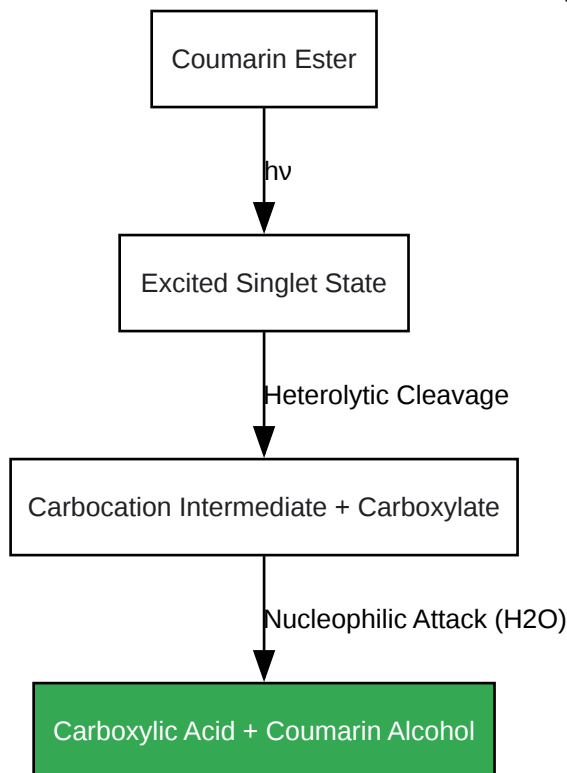 Coumarin Ester
hν
Excited Singlet State
Heterolytic Cleavage
Carbocation Intermediate + Carboxylate
Nucleophilic Attack (H2O)
Carboxylic Acid + Coumarin Alcohol